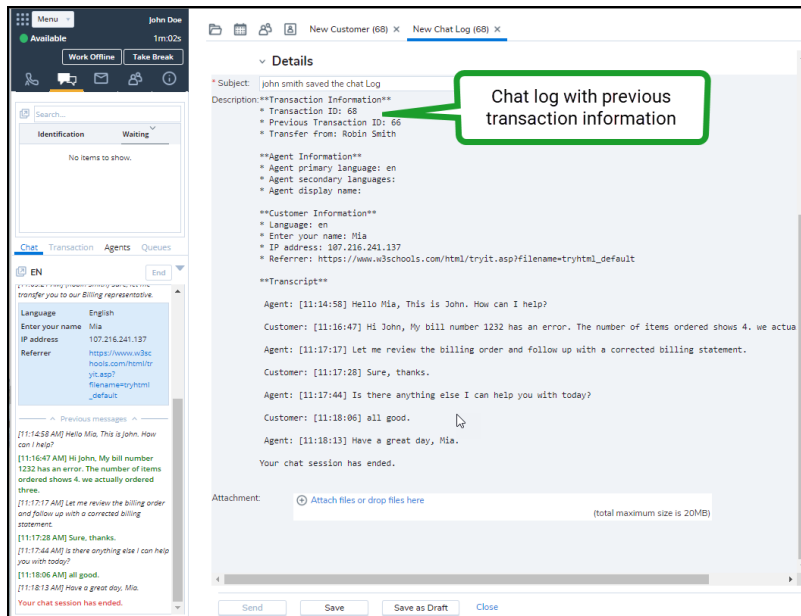 Menu
John Doe
Available
1m:02s
Work Offline
Take Break
Search...
Identification
Waiting
No items to show.
Chat
Transaction
Agents
Queues
EN
End
transfer you to our Billing representative.
Language English
Enter your name Mia
IP address 107.216.241.137
Referrer https://www.w3sc
hools.com/html/tr
yit.asp?
filename=tryhtml
_default
Previous messages
[11:14:58 AM] Hello Mia, This is John. How
can I help?
[11:16:47 AM] Hi John, My bill number
1232 has an error. The number of items
ordered shows 4. we actually ordered
three.
[11:17:17 AM] Let me review the billing order
and follow up with a corrected billing
statement.
[11:17:28 AM] Sure, thanks.
[11:17:44 AM] Is there anything else I can help
you with today?
[11:18:06 AM] all good.
[11:18:13 AM] Have a great day, Mia.
Your chat session has ended.
New Customer (68) ×
New Chat Log (68) ×
Details
* Subject: john smith saved the chat Log
Chat log with previous
transaction information
Description: **Transaction Information**
* Transaction ID: 68
* Previous Transaction ID: 66
* Transfer from: Robin Smith
**Agent Information**
* Agent primary language: en
* Agent secondary languages:
* Agent display name:
**Customer Information**
* Language: en
* Enter your name: Mia
* IP address: 107.216.241.137
* Referrer: https://www.w3schools.com/html/tryit.asp?filename=tryhtml_default
**Transcript**
Agent: [11:14:58] Hello Mia, This is John. How can I help?
Customer: [11:16:47] Hi John, My bill number 1232 has an error. The number of items ordered shows 4. we actua
Agent: [11:17:17] Let me review the billing order and follow up with a corrected billing statement.
Customer: [11:17:28] Sure, thanks.
Agent: [11:17:44] Is there anything else I can help you with today?
Customer: [11:18:06] all good.
Agent: [11:18:13] Have a great day, Mia.
Your chat session has ended.
Attachment:
Attach files or drop files here
(total maximum size is 20MB)
Send
Save
Save as Draft
Close